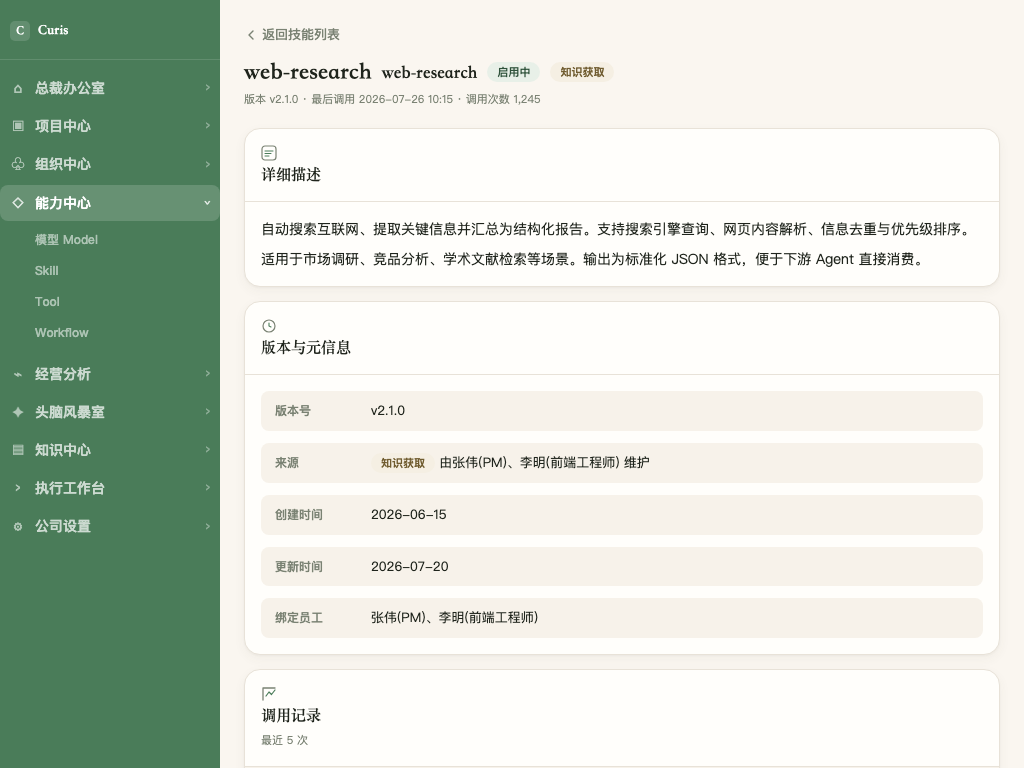 C Curis
总裁办公室
项目中心
组织中心
能力中心
模型 Model
Skill
Tool
Workflow
经营分析
头脑风暴室
知识中心
执行工作台
公司设置
返回技能列表
web-research web-research 启用中 知识获取
版本 v2.1.0 · 最后调用 2026-07-26 10:15 · 调用次数 1,245
详细描述
自动搜索互联网、提取关键信息并汇总为结构化报告。支持搜索引擎查询、网页内容解析、信息去重与优先级排序。
适用于市场调研、竞品分析、学术文献检索等场景。输出为标准化 JSON 格式，便于下游 Agent 直接消费。
版本与元信息
版本号 v2.1.0
来源 知识获取 由张伟(PM)、李明(前端工程师) 维护
创建时间 2026-06-15
更新时间 2026-07-20
绑定员工 张伟(PM)、李明(前端工程师)
调用记录
最近 5 次